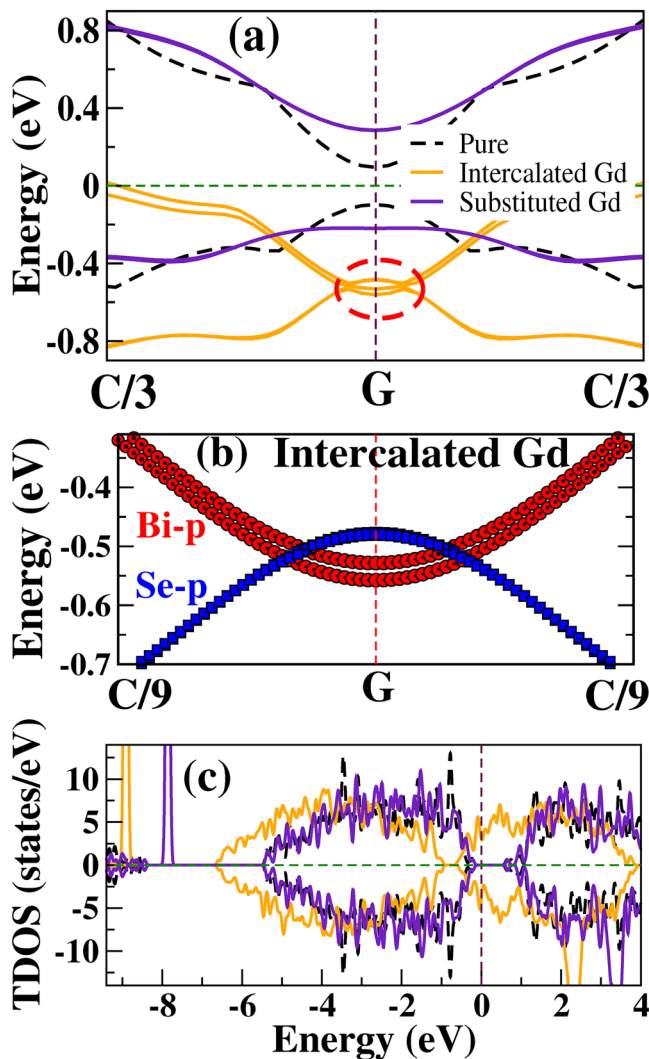 (a)
0.8
0.4
0
-0.4
-0.8
Energy (eV)
Pure
Intercalated Gd
Substituted Gd
C/3
G
C/3
(b) Intercalated Gd
-0.4
-0.5
-0.6
-0.7
Energy (eV)
Bi-p
Se-p
C/9
G
C/9
(c)
10
5
0
-5
-10
TDOS (states/eV)
-8 -6 -4 -2 0 2 4
Energy (eV)